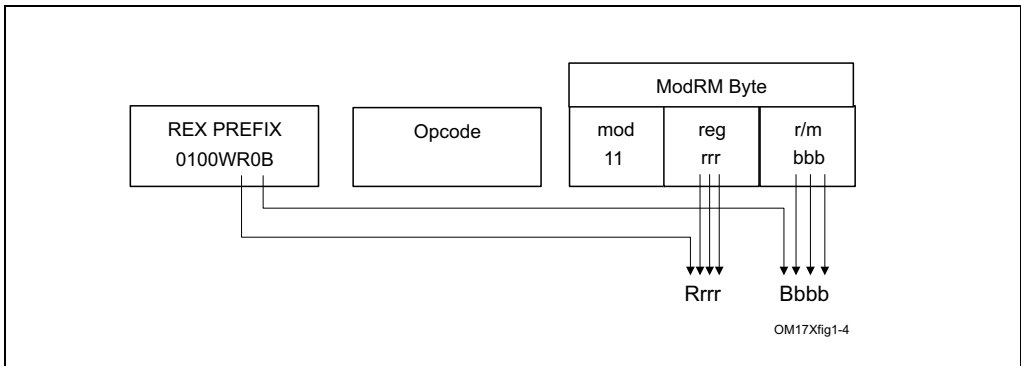 ModRM Byte
REX PREFIX
0100WR0B
Opcode
mod
11
reg
rrr
r/m
bbb
Rrrr
Bbbb
OM17Xfig1-4